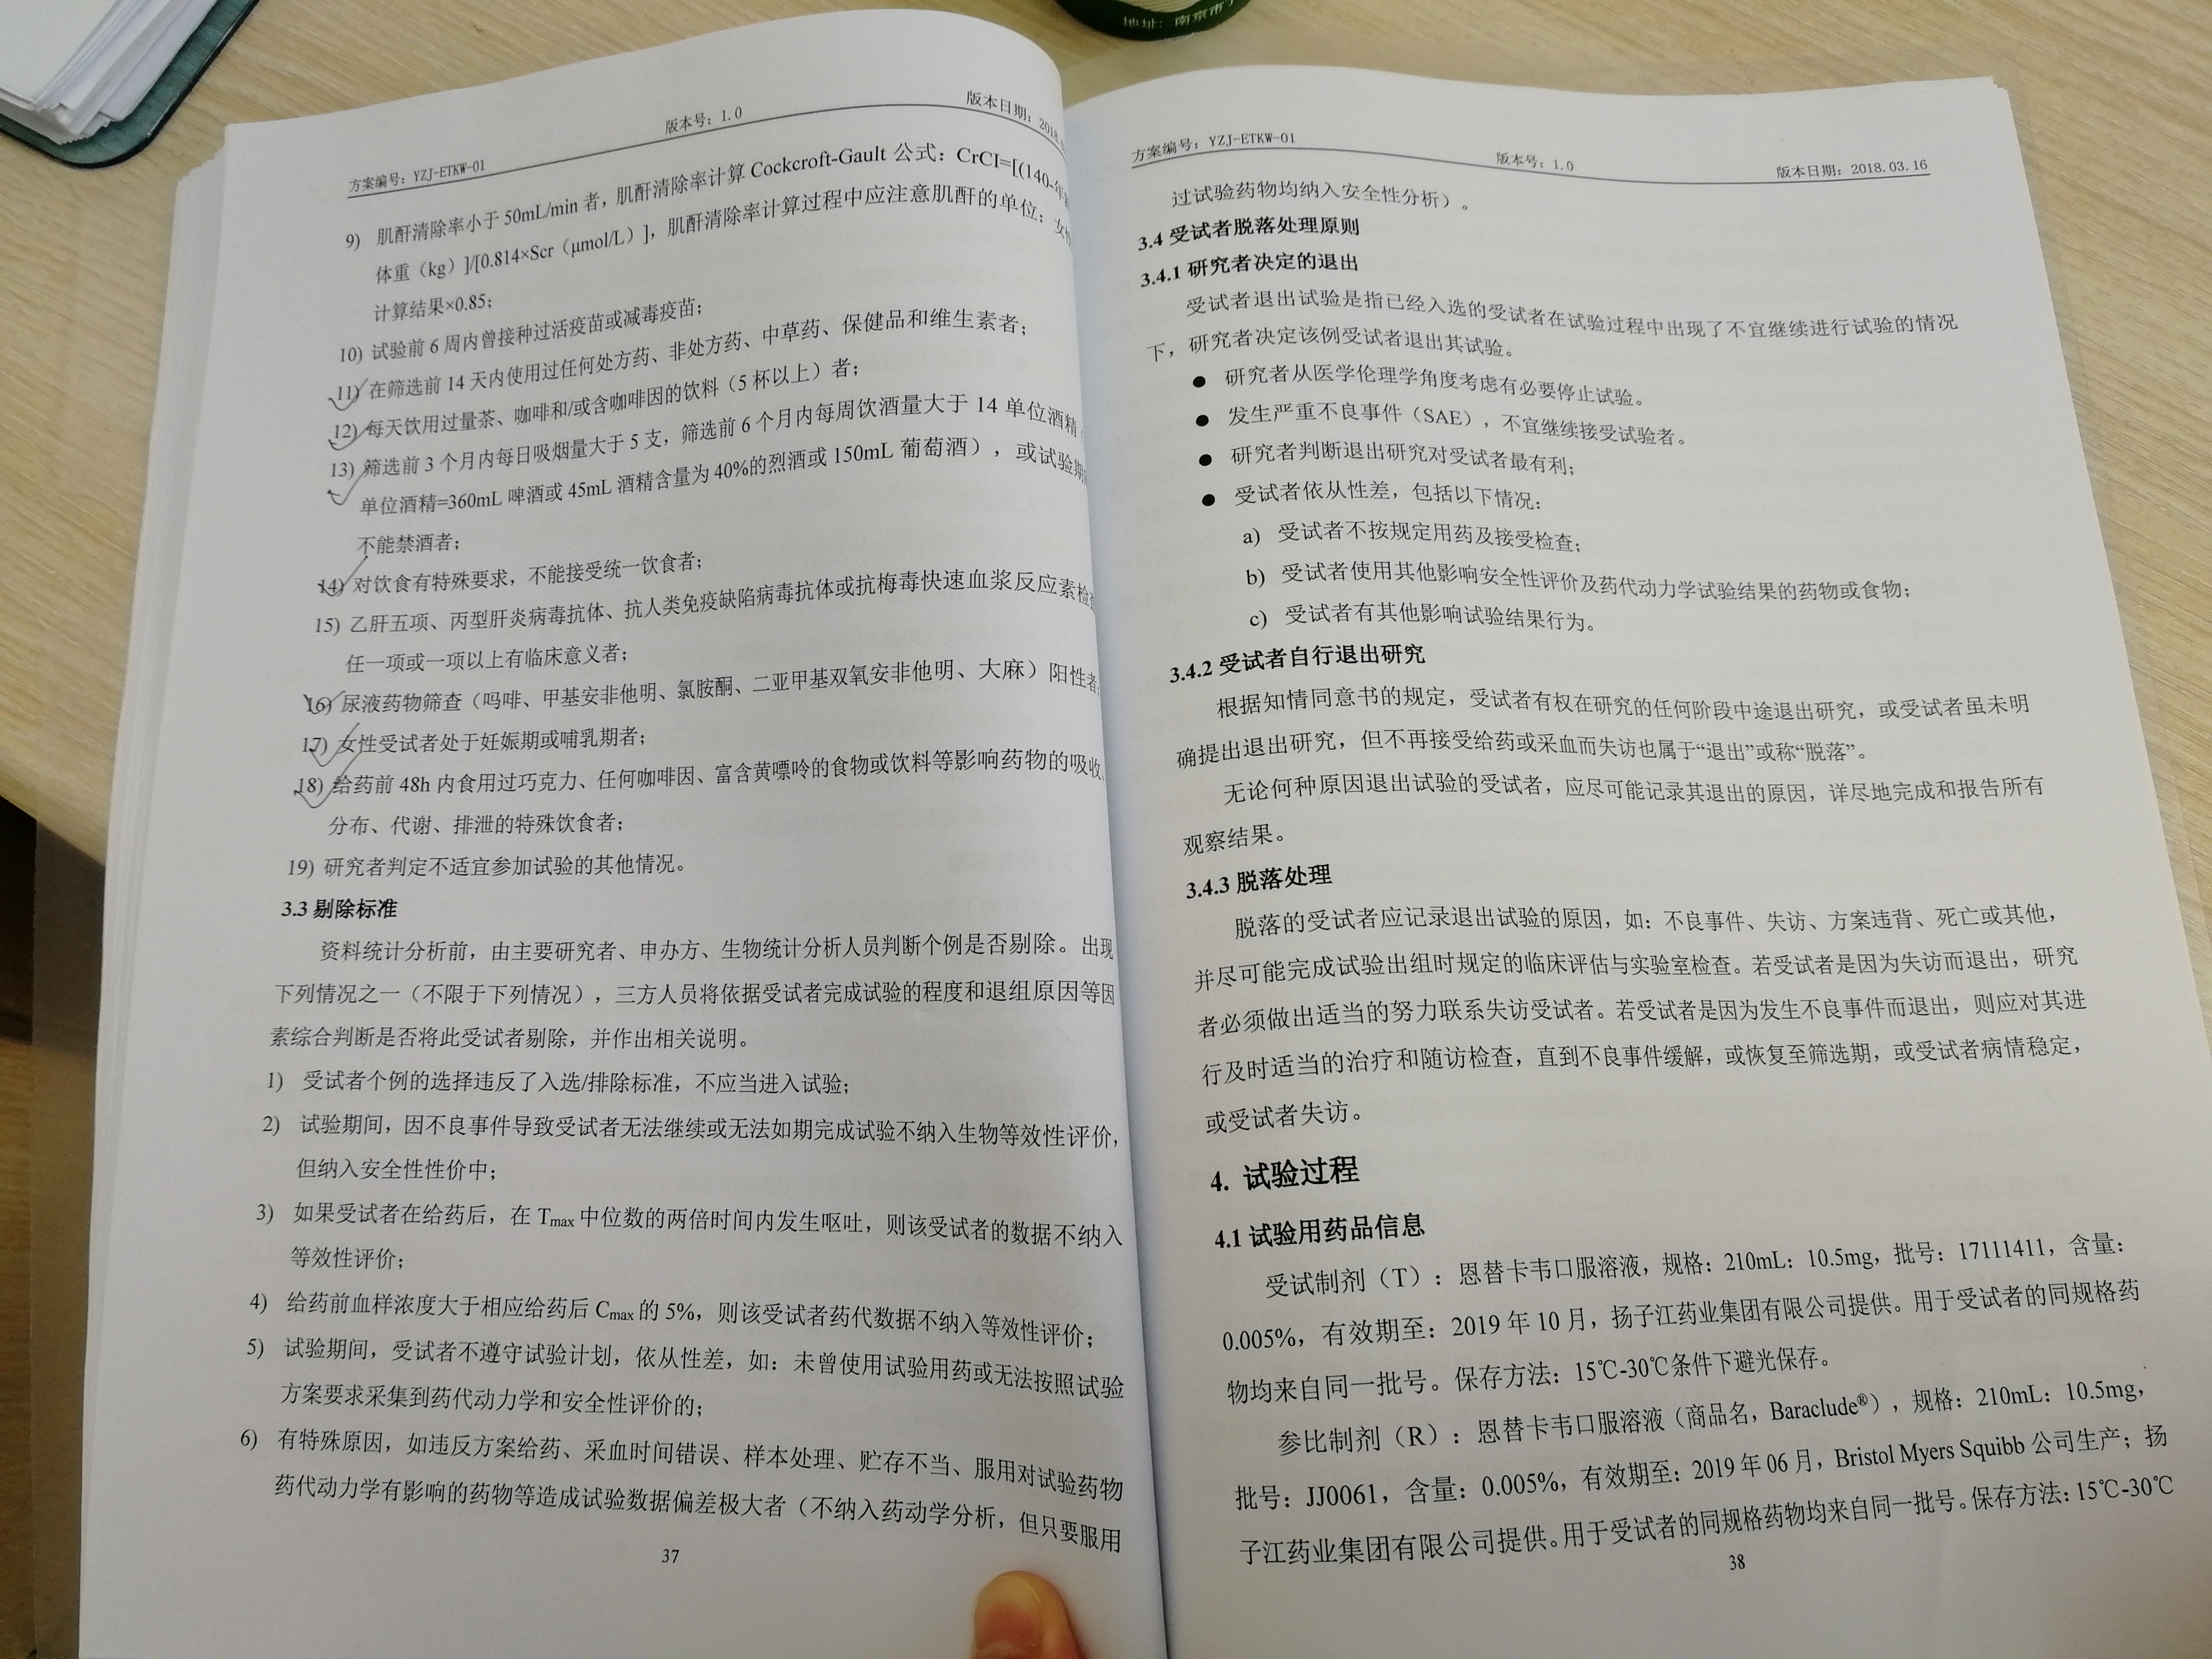 地址：南京市
方案编号：YZJ-ETKW-01 版本号：1.0 版本日期：2018.
9) 肌酐清除率小于 50mL/min 者，肌酐清除率计算 Cockcroft-Gault 公式：CrCI=[(140-年
体重（kg）]/[0.814×Scr（μmol/L）]，肌酐清除率计算过程中应注意肌酐的单位；女
计算结果×0.85；
10) 试验前 6 周内曾接种过活疫苗或减毒疫苗；
11) 在筛选前 14 天内使用过任何处方药、非处方药、中草药、保健品和维生素者；
12) 每天饮用过量茶、咖啡和/或含咖啡因的饮料（5 杯以上）者；
13) 筛选前 3 个月内每日吸烟量大于 5 支，筛选前 6 个月内每周饮酒量大于 14 单位酒精
单位酒精=360mL 啤酒或 45mL 酒精含量为 40%的烈酒或 150mL 葡萄酒），或试验期
不能禁酒者；
14) 对饮食有特殊要求，不能接受统一饮食者；
15) 乙肝五项、丙型肝炎病毒抗体、抗人类免疫缺陷病毒抗体或抗梅毒快速血浆反应素检
任一项或一项以上有临床意义者；
16) 尿液药物筛查（吗啡、甲基安非他明、氯胺酮、二亚甲基双氧安非他明、大麻）阳性者
17) 女性受试者处于妊娠期或哺乳期者；
18) 给药前 48h 内食用过巧克力、任何咖啡因、富含黄嘌呤的食物或饮料等影响药物的吸收、
分布、代谢、排泄的特殊饮食者；
19) 研究者判定不适宜参加试验的其他情况。
3.3 剔除标准
资料统计分析前，由主要研究者、申办方、生物统计分析人员判断个例是否剔除。出现
下列情况之一（不限于下列情况），三方人员将依据受试者完成试验的程度和退组原因等因
素综合判断是否将此受试者剔除，并作出相关说明。
1) 受试者个例的选择违反了入选/排除标准，不应当进入试验；
2) 试验期间，因不良事件导致受试者无法继续或无法如期完成试验不纳入生物等效性评价，
但纳入安全性性价中；
3) 如果受试者在给药后，在 Tmax 中位数的两倍时间内发生呕吐，则该受试者的数据不纳入
等效性评价；
4) 给药前血样浓度大于相应给药后 Cmax 的 5%，则该受试者药代数据不纳入等效性评价；
5) 试验期间，受试者不遵守试验计划，依从性差，如：未曾使用试验用药或无法按照试验
方案要求采集到药代动力学和安全性评价的；
6) 有特殊原因，如违反方案给药、采血时间错误、样本处理、贮存不当、服用对试验药物
药代动力学有影响的药物等造成试验数据偏差极大者（不纳入药动学分析，但只要服用
37
方案编号：YZJ-ETKW-01 版本号：1.0 版本日期：2018.03.16
过试验药物均纳入安全性分析）。
3.4 受试者脱落处理原则
3.4.1 研究者决定的退出
受试者退出试验是指已经入选的受试者在试验过程中出现了不宜继续进行试验的情况
下，研究者决定该例受试者退出其试验。
● 研究者从医学伦理学角度考虑有必要停止试验。
● 发生严重不良事件（SAE），不宜继续接受试验者。
● 研究者判断退出研究对受试者最有利；
● 受试者依从性差，包括以下情况：
a) 受试者不按规定用药及接受检查；
b) 受试者使用其他影响安全性评价及药代动力学试验结果的药物或食物；
c) 受试者有其他影响试验结果行为。
3.4.2 受试者自行退出研究
根据知情同意书的规定，受试者有权在研究的任何阶段中途退出研究，或受试者虽未明
确提出退出研究，但不再接受给药或采血而失访也属于“退出”或称“脱落”。
无论何种原因退出试验的受试者，应尽可能记录其退出的原因，详尽地完成和报告所有
观察结果。
3.4.3 脱落处理
脱落的受试者应记录退出试验的原因，如：不良事件、失访、方案违背、死亡或其他，
并尽可能完成试验出组时规定的临床评估与实验室检查。若受试者是因为失访而退出，研究
者必须做出适当的努力联系失访受试者。若受试者是因为发生不良事件而退出，则应对其进
行及时适当的治疗和随访检查，直到不良事件缓解，或恢复至筛选期，或受试者病情稳定，
或受试者失访。
4. 试验过程
4.1 试验用药品信息
受试制剂（T）：恩替卡韦口服溶液，规格：210mL：10.5mg，批号：17111411，含量：
0.005%，有效期至：2019 年 10 月，扬子江药业集团有限公司提供。用于受试者的同规格药
物均来自同一批号。保存方法：15℃-30℃条件下避光保存。
参比制剂（R）：恩替卡韦口服溶液（商品名，Baraclude®），规格：210mL：10.5mg，
批号：JJ0061，含量：0.005%，有效期至：2019 年 06 月，Bristol Myers Squibb 公司生产；扬
子江药业集团有限公司提供。用于受试者的同规格药物均来自同一批号。保存方法：15℃-30℃
38